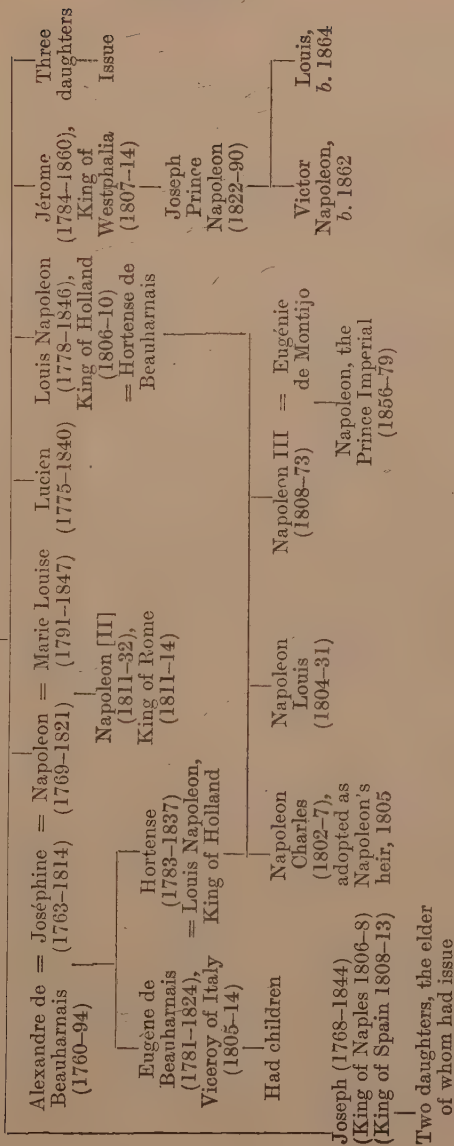 Alexandre de = Joséphine = Napoleon = Marie Louise
Beauharnais (1763–1814) (1769–1821) (1791–1847)
(1760–94)
Lucien
(1775–1840)
Louis Napoleon
(1778–1846),
King of Holland
(1806–10)
= Hortense de
Beauharnais
Jérome
(1784–1860),
King of
Westphalia
(1807–14)
Three
daughters
Issue
Napoleon [II]
(1811–32),
King of Rome
(1811–14)
Joseph
Prince
Napoleon
(1822–90)
Eugène de
Beauharnais
(1781–1824),
Viceroy of Italy
(1805–14)
Hortense
(1783–1837)
= Louis Napoleon,
King of Holland
Had children
Napoleon
Charles
(1802–7),
adopted as
Napoleon's
heir, 1805
Napoleon
Louis
(1804–31)
Napoleon III = Eugénie
(1808–73) de Montijo
Napoleon, the
Prince Imperial
(1856–79)
Victor
Napoleon,
b. 1862
Louis,
b. 1864
Joseph (1768–1844)
(King of Naples 1806–8)
(King of Spain 1808–13)
Two daughters, the elder
of whom had issue